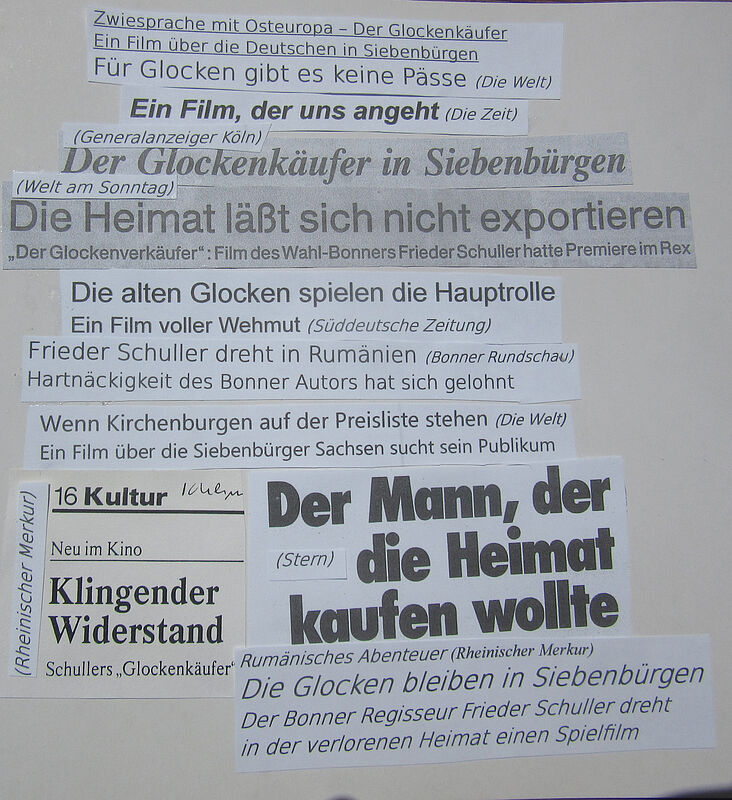 Zwiesprache mit Osteuropa – Der Glockenkäufer
Ein Film über die Deutschen in Siebenbürgen
Für Glocken gibt es keine Pässe (Die Welt)
Ein Film, der uns angeht (Die Zeit)
(Generalanzeiger Köln)
Der Glockenkäufer in Siebenbürgen
(Welt am Sonntag)
Die Heimat läßt sich nicht exportieren
„Der Glockenverkäufer“: Film des Wahl-Bonners Frieder Schuller hatte Premiere im Rex
Die alten Glocken spielen die Hauptrolle
Ein Film voller Wehmut (Süddeutsche Zeitung)
Frieder Schuller dreht in Rumänien (Bonner Rundschau)
Hartnäckigkeit des Bonner Autors hat sich gelohnt
Wenn Kirchenburgen auf der Preisliste stehen (Die Welt)
Ein Film über die Siebenbürger Sachsen sucht sein Publikum
(Rheinischer Merkur)
16 Kultur
Neu im Kino
Klingender
Widerstand
Schullers „Glockenkäufer“
Der Mann, der
(Stern) die Heimat
kaufen wollte
Rumänisches Abenteuer (Rheinischer Merkur)
Die Glocken bleiben in Siebenbürgen
Der Bonner Regisseur Frieder Schuller dreht
in der verlorenen Heimat einen Spielfilm